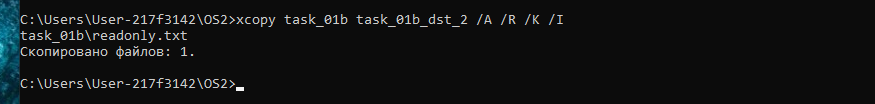 C:\Users\User-217f3142\OS2>xcopy task_01b task_01b_dst_2 /A /R /K /I
task_01b\readonly.txt
Скопировано файлов: 1.
C:\Users\User-217f3142\OS2>